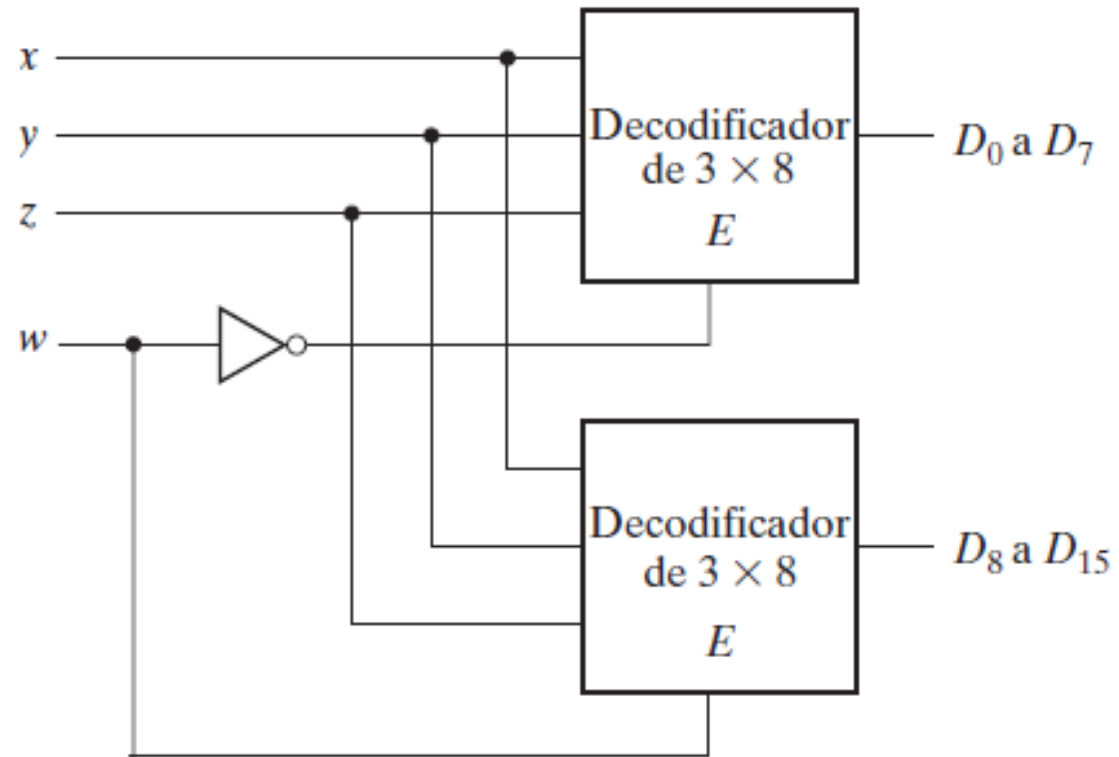 x
y
z
w
Decodificador
de 3 × 8
E
D₀ a D₇
Decodificador
de 3 × 8
E
D₈ a D₁₅